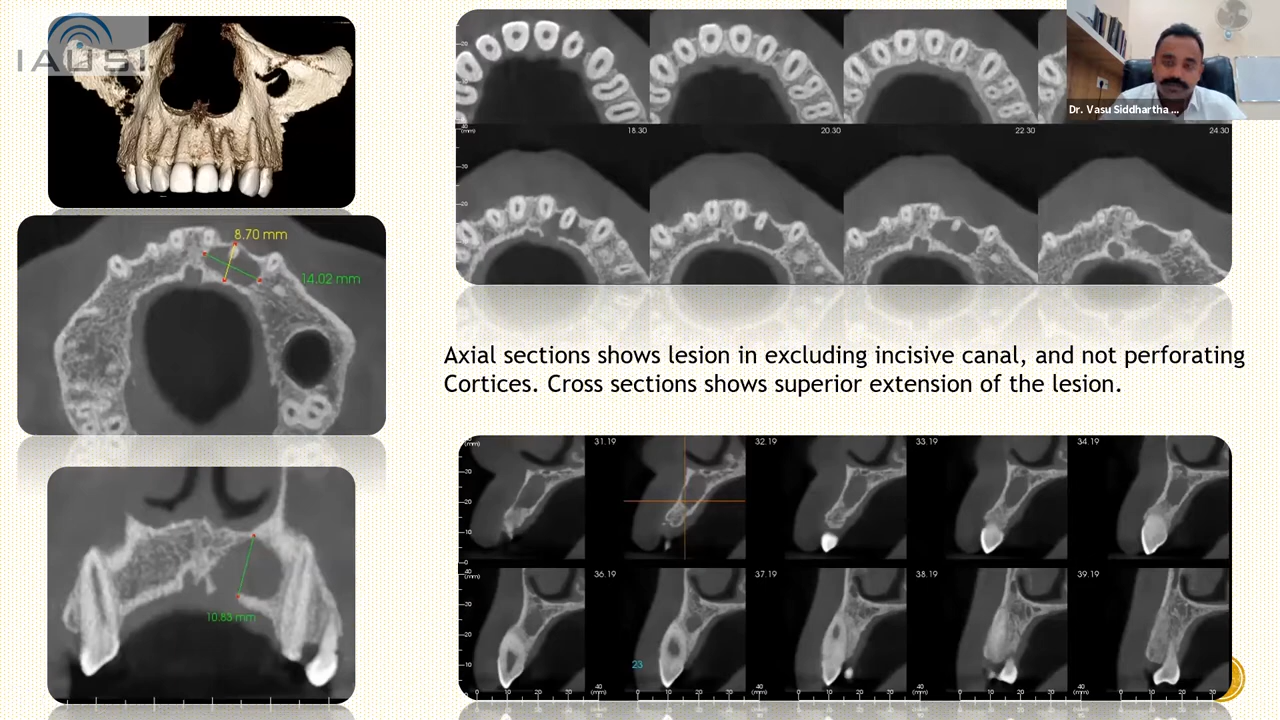 IAUSI
Dr. Vasu Siddhartha ...
18.30
20.30
22.30
24.30
8.70 mm
14.02 mm
Axial sections shows lesion in excluding incisive canal, and not perforating
Cortices. Cross sections shows superior extension of the lesion.
10.83 mm
31.19
32.19
33.19
34.19
36.19
37.19
38.19
39.19
23